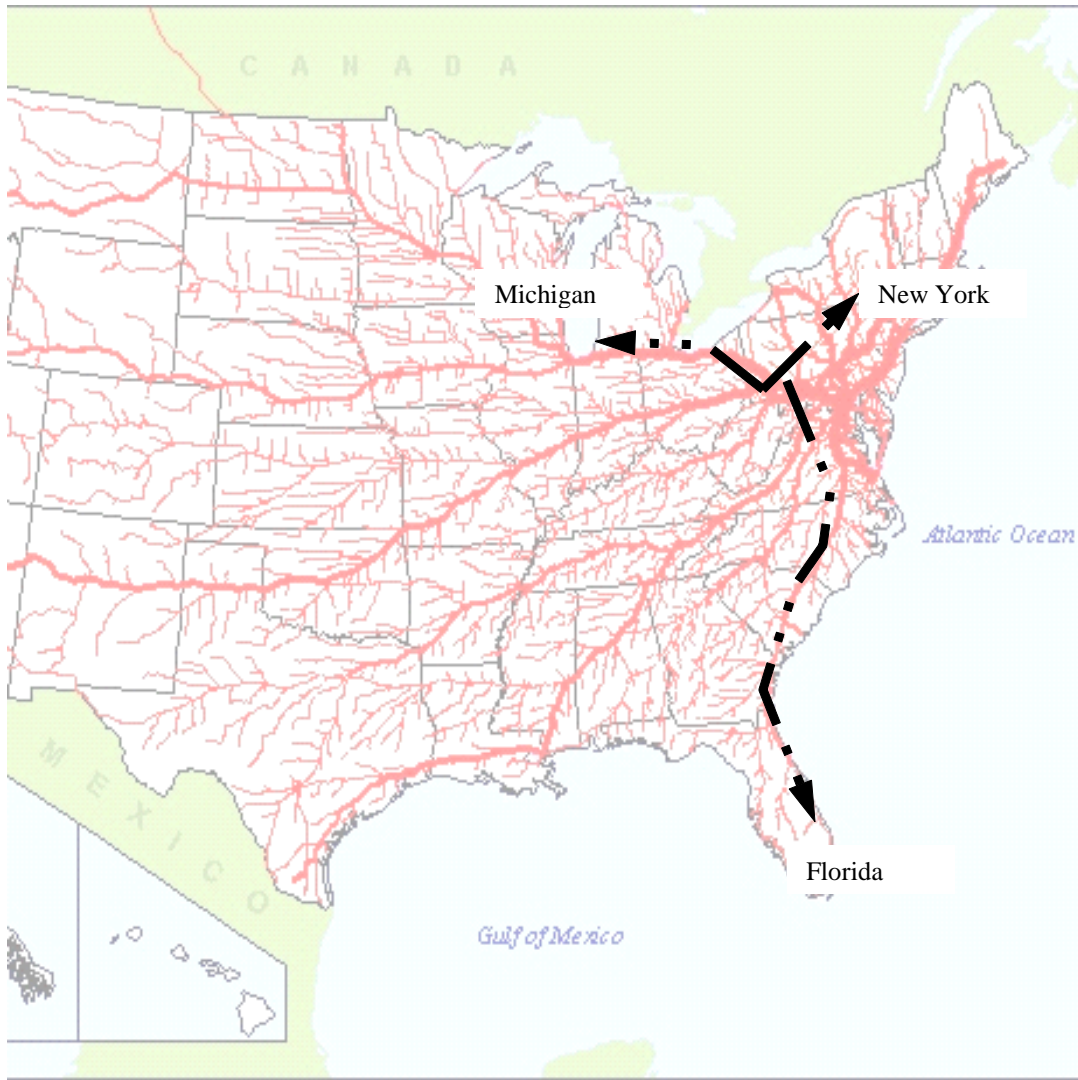 C A N A D A
Michigan
New York
Atlantic Ocean
M E X I C O
Florida
Gulf of Mexico